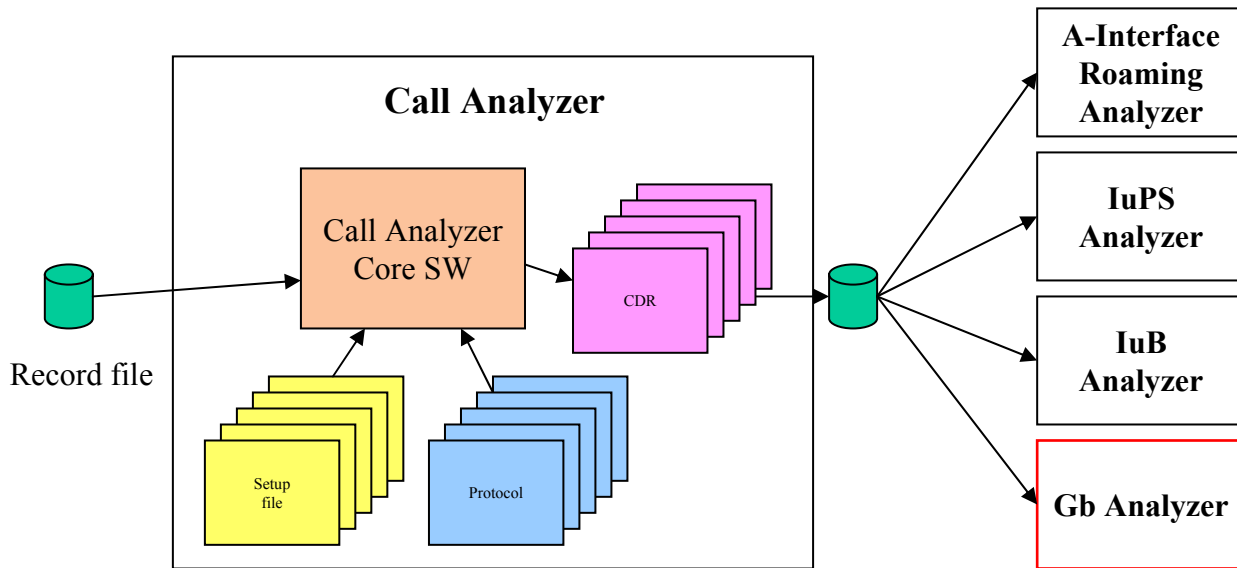 Call Analyzer
Call Analyzer
Core SW
CDR
Record file
Setup
file
Protocol
A-Interface
Roaming
Analyzer
IuPS
Analyzer
IuB
Analyzer
Gb Analyzer